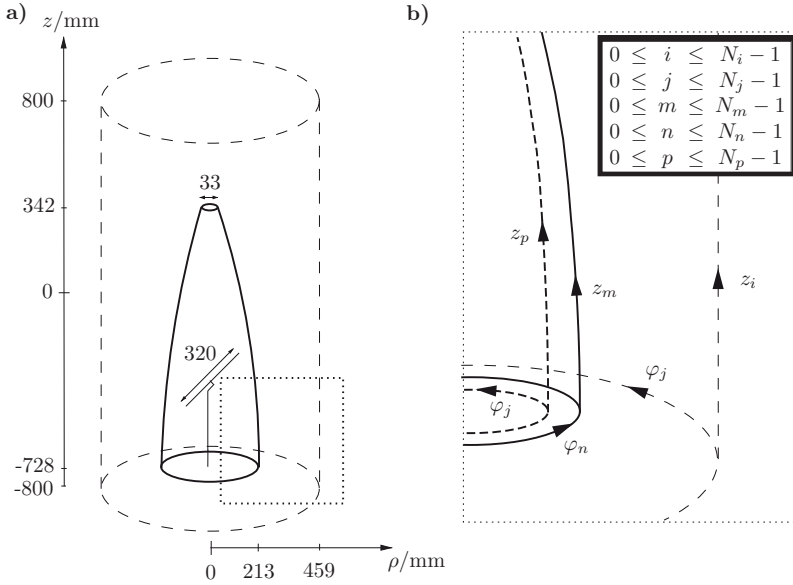 a)
z/mm
800
33
342
0
320
-728
-800
0 213 459
ρ/mm
b)
0 ≤ i ≤ N_i − 1
0 ≤ j ≤ N_j − 1
0 ≤ m ≤ N_m − 1
0 ≤ n ≤ N_n − 1
0 ≤ p ≤ N_p − 1
z_p
z_m
z_i
φ_j
φ_j
φ_n